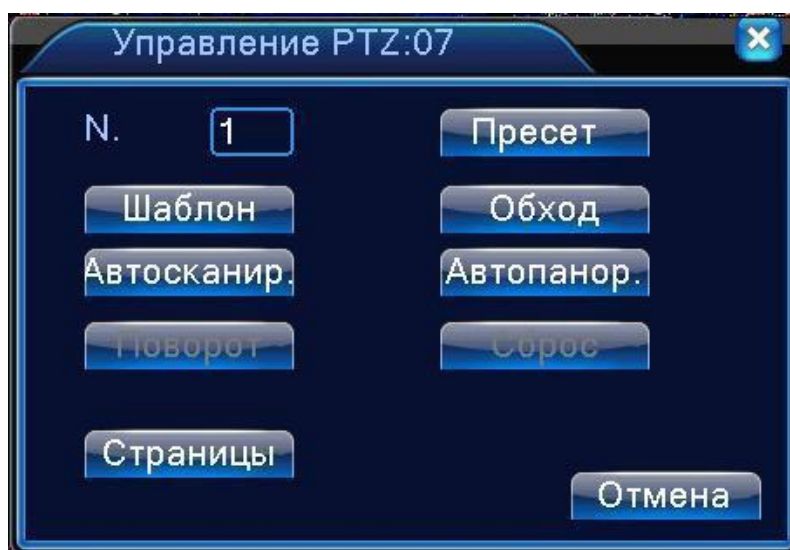 Управление PTZ:07
N. 1 Пресет
Шаблон Обход
Автосканир. Автопанор.
Поворот Сброс
Страницы
Отмена